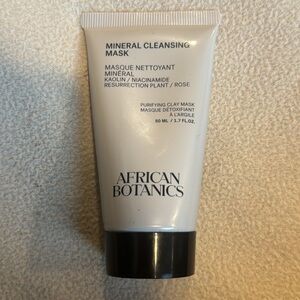 MINERAL CLEANSING
MASK
MASQUE NETTOYANT
MINÉRAL
KAOLIN / NIACINAMIDE
RESURRECTION PLANT / ROSE
PURIFYING CLAY MASK
MASQUE DÉTOXIFIANT
À L'ARGILE
50 ML / 1.7 FL.OZ.
AFRICAN
BOTANICS